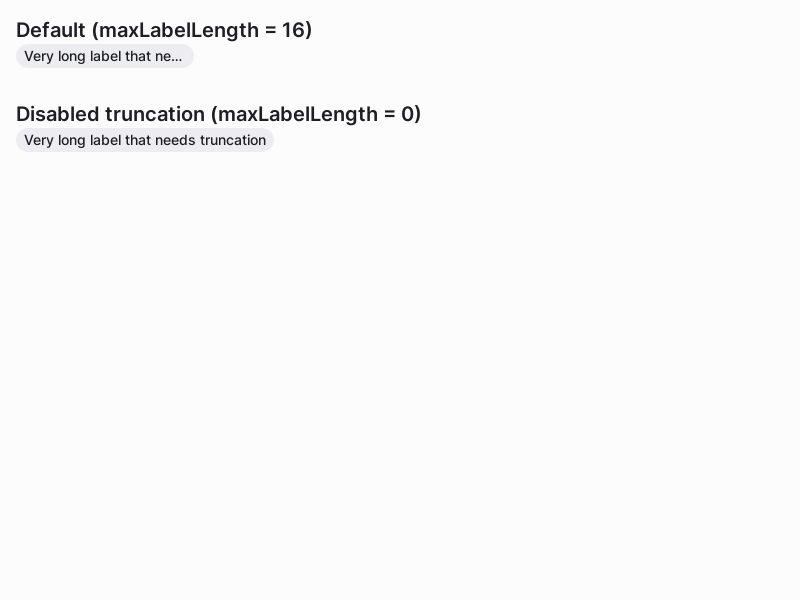 Default (maxLabelLength = 16)
Very long label that ne...
Disabled truncation (maxLabelLength = 0)
Very long label that needs truncation